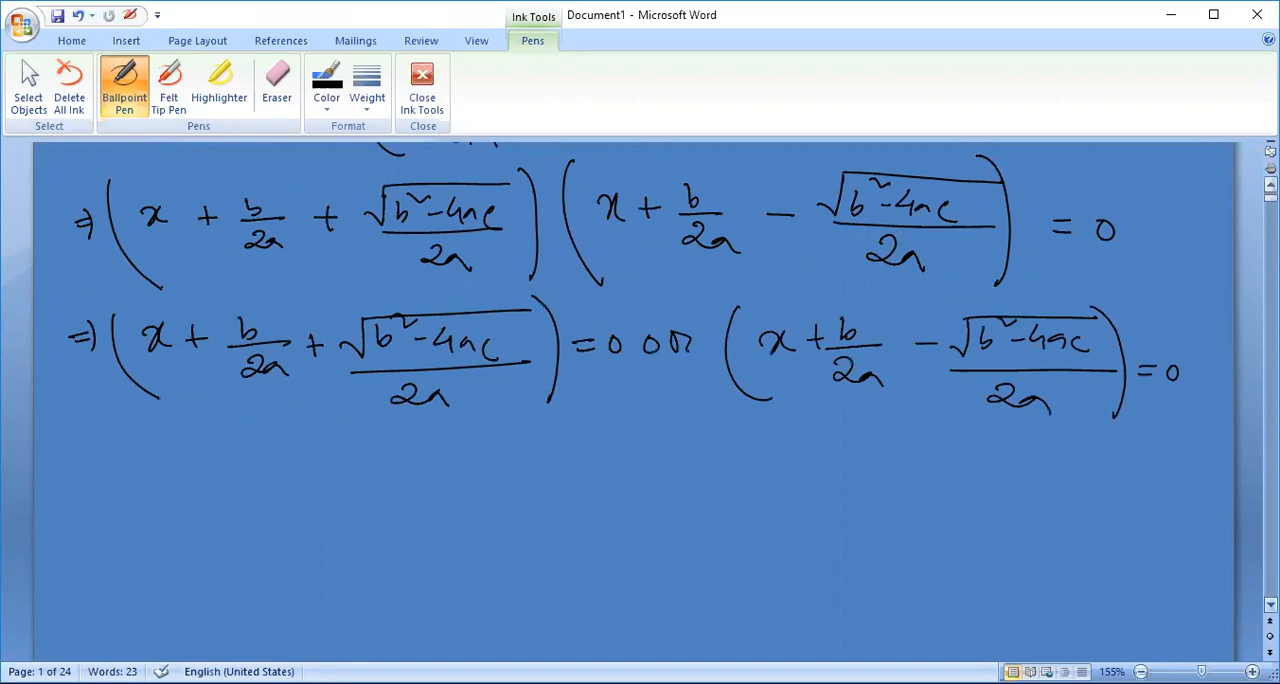 Ink Tools
Document1 - Microsoft Word
Home Insert Page Layout References Mailings Review View Pens
Select Objects
Delete All Ink
Ballpoint Pen
Felt Tip Pen
Highlighter
Eraser
Color
Weight
Close Ink Tools
Select Pens Format Close
⇒ (x + b/2a + √(b²-4ac)/2a) (x + b/2a - √(b²-4ac)/2a) = 0
⇒ (x + b/2a + √(b²-4ac)/2a) = 0 OR (x + b/2a - √(b²-4ac)/2a) = 0
Page: 1 of 24 Words: 23 English (United States) 155%